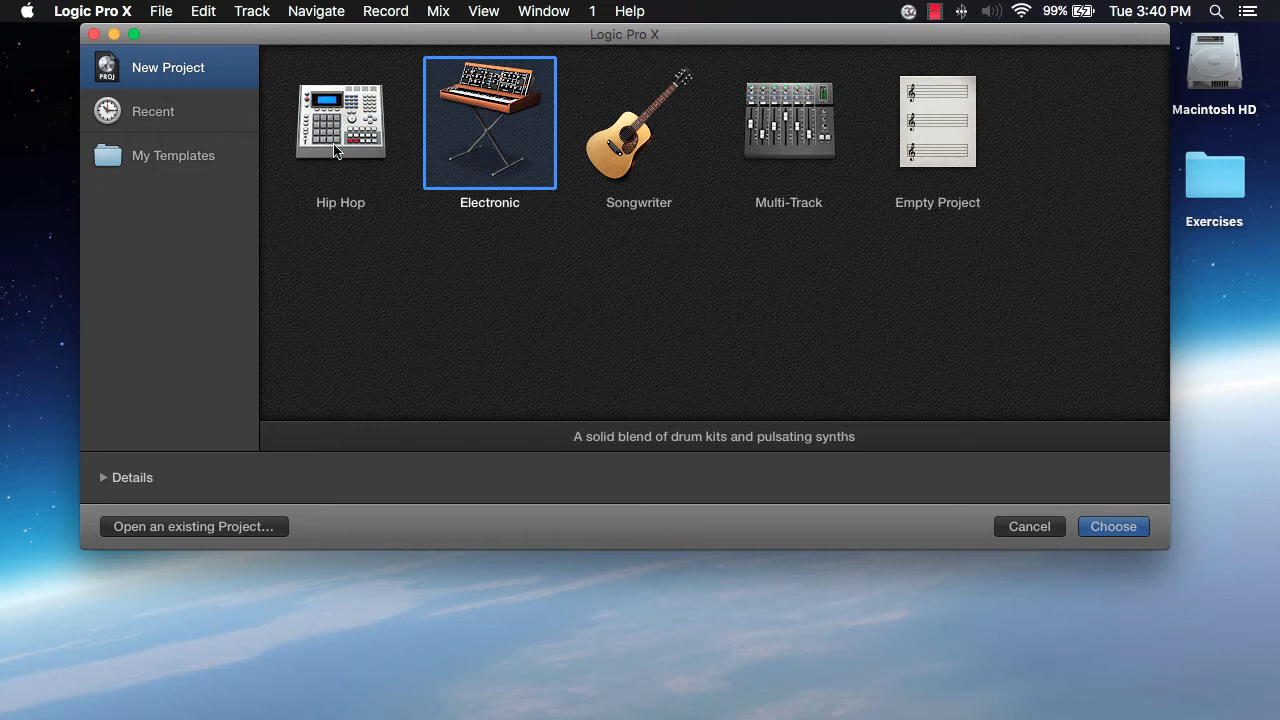 Logic Pro X File Edit Track Navigate Record Mix View Window 1 Help 99% Tue 3:40 PM
Logic Pro X
New Project
Recent
My Templates
PROJ
Hip Hop Electronic Songwriter Multi-Track Empty Project
A solid blend of drum kits and pulsating synths
Details
Open an existing Project... Cancel Choose
Macintosh HD
Exercises